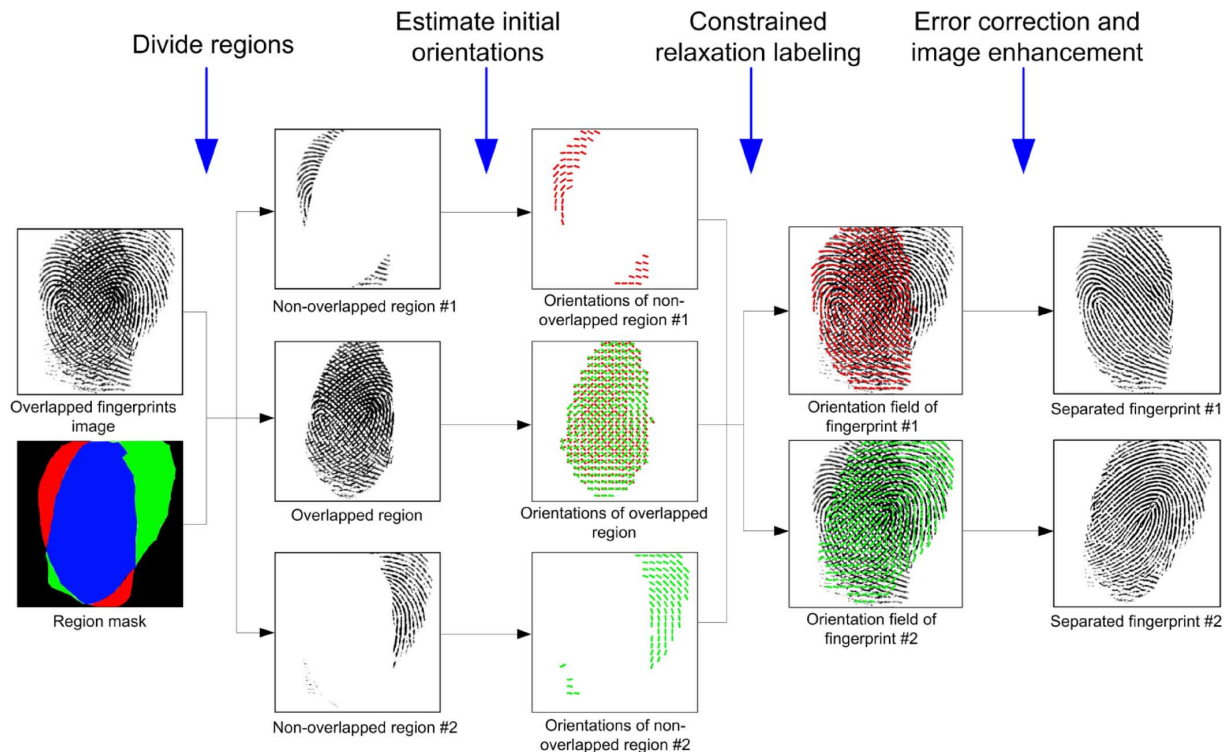 Divide regions
Estimate initial
orientations
Constrained
relaxation labeling
Error correction and
image enhancement
Overlapped fingerprints
image
Region mask
Non-overlapped region #1
Overlapped region
Non-overlapped region #2
Orientations of non-
overlapped region #1
Orientations of overlapped
region
Orientations of non-
overlapped region #2
Orientation field of
fingerprint #1
Orientation field of
fingerprint #2
Separated fingerprint #1
Separated fingerprint #2